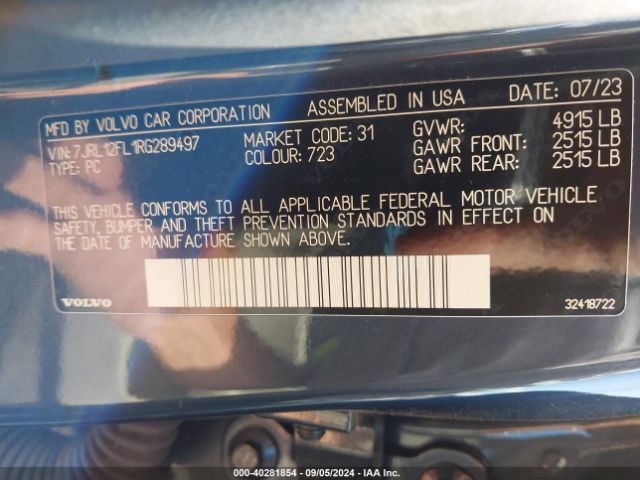 MFD BY VOLVO CAR CORPORATION ASSEMBLED IN USA DATE: 07/23
VIN: 7JRL12FL1RG289497 MARKET CODE: 31 GVWR: 4915 LB
TYPE: PC COLOUR: 723 GAWR FRONT: 2515 LB
GAWR REAR: 2515 LB
THIS VEHICLE CONFORMS TO ALL APPLICABLE FEDERAL MOTOR VEHICLE
SAFETY, BUMPER AND THEFT PREVENTION STANDARDS IN EFFECT ON
THE DATE OF MANUFACTURE SHOWN ABOVE.
VOLVO 32418722
000-40281854 ~ 09/05/2024 ~ IAA Inc.